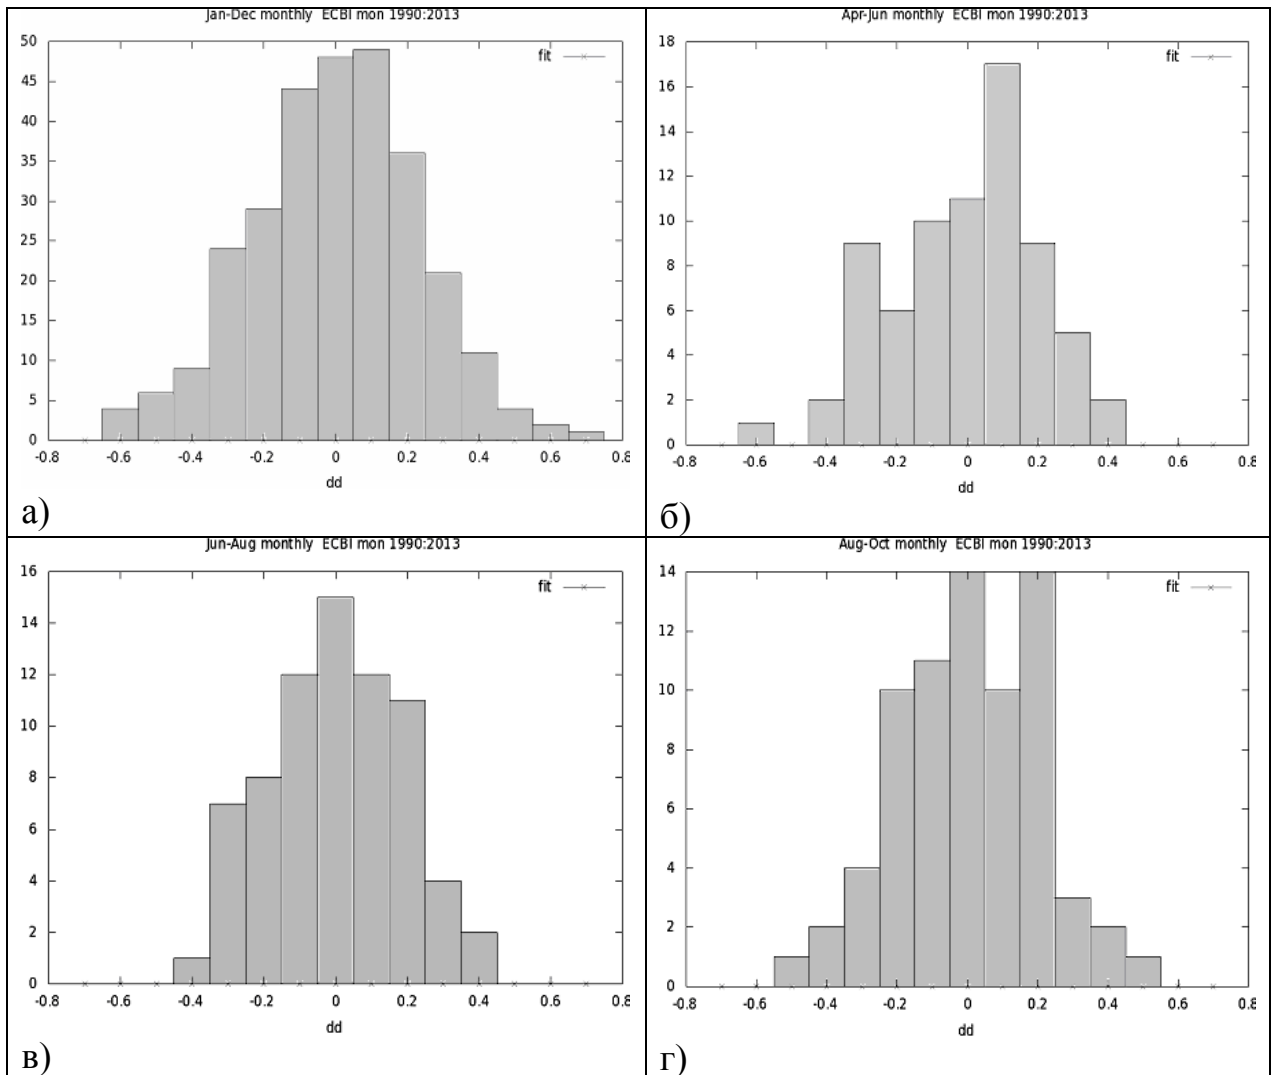 Jan-Dec monthly ECBI mon 1990:2013
fit
50
45
40
35
30
25
20
15
10
5
0
-0.8 -0.6 -0.4 -0.2 0 0.2 0.4 0.6 0.8
dd
а)
Apr-Jun monthly ECBI mon 1990:2013
fit
18
16
14
12
10
8
6
4
2
0
-0.8 -0.6 -0.4 -0.2 0 0.2 0.4 0.6 0.8
dd
б)
Jun-Aug monthly ECBI mon 1990:2013
fit
16
14
12
10
8
6
4
2
0
-0.8 -0.6 -0.4 -0.2 0 0.2 0.4 0.6 0.8
dd
в)
Aug-Oct monthly ECBI mon 1990:2013
fit
14
12
10
8
6
4
2
0
-0.8 -0.6 -0.4 -0.2 0 0.2 0.4 0.6 0.8
dd
г)